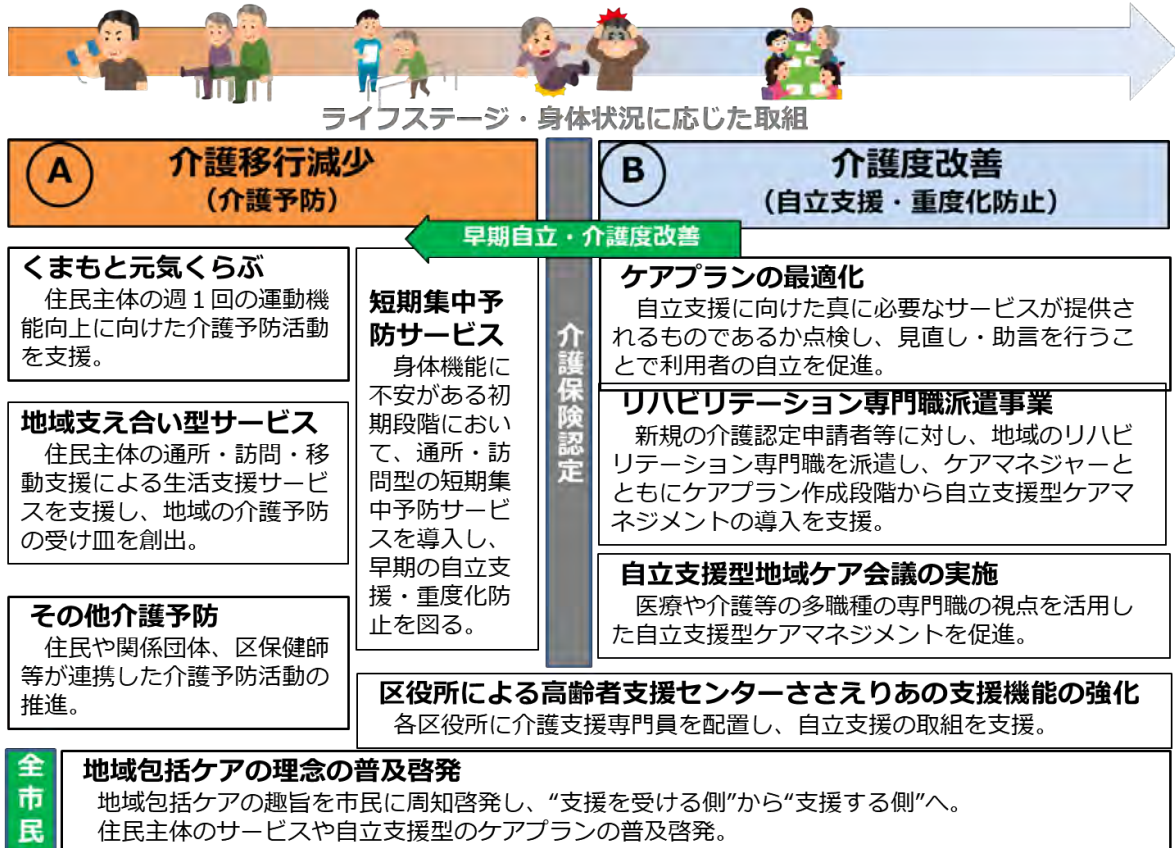 ライフステージ・身体状況に応じた取組
A
介護移行減少
（介護予防）
B
介護度改善
（自立支援・重度化防止）
早期自立・介護度改善
くまもと元気くらぶ
住民主体の週１回の運動機
能向上に向けた介護予防活動
を支援。
地域支え合い型サービス
住民主体の通所・訪問・移
動支援による生活支援サービ
スを支援し、地域の介護予防
の受け皿を創出。
その他介護予防
住民や関係団体、区保健師
等が連携した介護予防活動の
推進。
短期集中予
防サービス
身体機能に
不安がある初
期段階におい
て、通所・訪
問型の短期集
中予防サービ
スを導入し、
早期の自立支
援・重度化防
止を図る。
介護保険認定
ケアプランの最適化
自立支援に向けた真に必要なサービスが提供さ
れるものであるか点検し、見直し・助言を行うこ
とで利用者の自立を促進。
リハビリテーション専門職派遣事業
新規の介護認定申請者等に対し、地域のリハビ
リテーション専門職を派遣し、ケアマネジャーと
ともにケアプラン作成段階から自立支援型ケアマ
ネジメントの導入を支援。
自立支援型地域ケア会議の実施
医療や介護等の多職種の専門職の視点を活用し
た自立支援型ケアマネジメントを促進。
区役所による高齢者支援センターささえりあの支援機能の強化
各区役所に介護支援専門員を配置し、自立支援の取組を支援。
全市民
地域包括ケアの理念の普及啓発
地域包括ケアの趣旨を市民に周知啓発し、“支援を受ける側”から“支援する側”へ。
住民主体のサービスや自立支援型のケアプランの普及啓発。